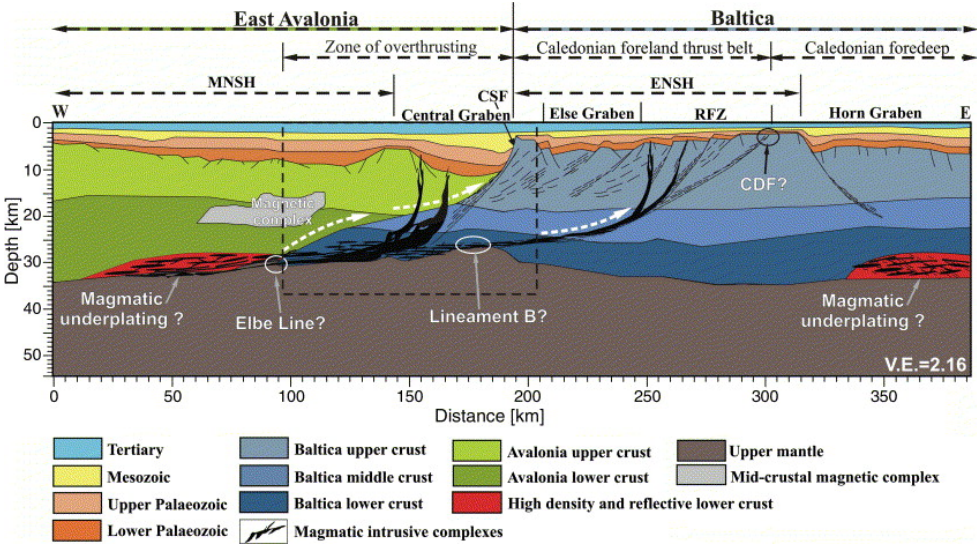 East Avalonia Baltica
Zone of overthrusting Caledonian foreland thrust belt Caledonian foredeep
MNSH CSF ENSH
W Central Graben Else Graben RFZ Horn Graben E
0
10
20
30
40
50
Depth [km]
Magnetic
complex
CDF?
Magmatic
underplating ?
Elbe Line?
Lineament B?
Magmatic
underplating ?
V.E.=2.16
0 50 100 150 200 250 300 350
Distance [km]
Tertiary
Mesozoic
Upper Palaeozoic
Lower Palaeozoic
Baltica upper crust
Baltica middle crust
Baltica lower crust
Magmatic intrusive complexes
Avalonia upper crust
Avalonia lower crust
High density and reflective lower crust
Upper mantle
Mid-crustal magnetic complex